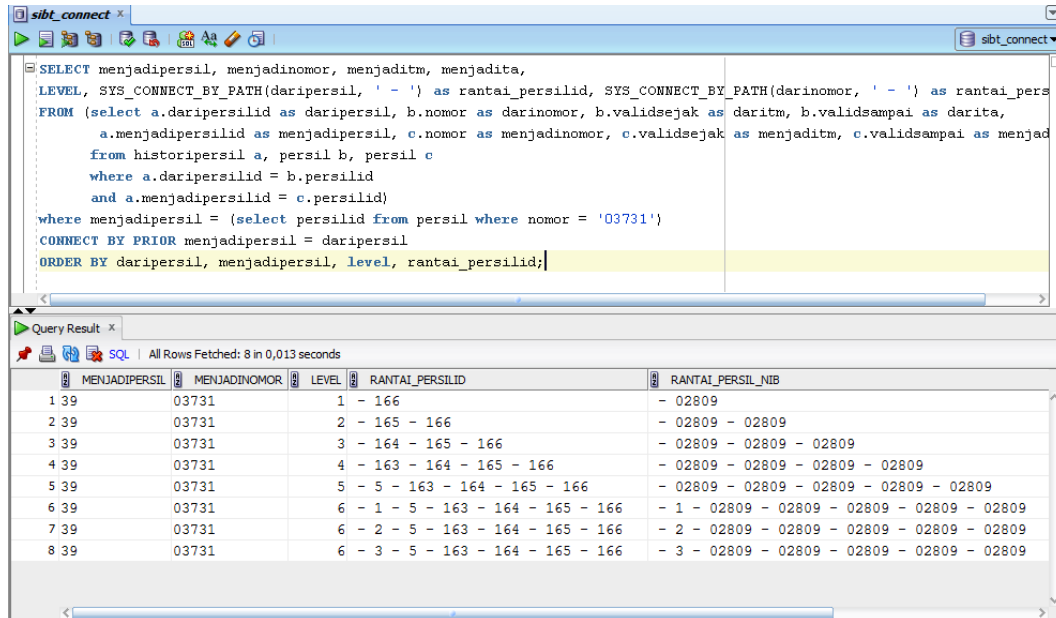 sibt_connect x
sibt_connect
SELECT menjadipersil, menjadinomor, menjaditm, menjadita,
LEVEL, SYS_CONNECT_BY_PATH(daripersil, ' - ') as rantai_persilid, SYS_CONNECT_BY_PATH(darinomor, ' - ') as rantai_pers
FROM (select a.daripersilid as daripersil, b.nomor as darinomor, b.validsejak as daritm, b.validsampai as darita,
a.menjadipersilid as menjadipersil, c.nomor as menjadinomor, c.validsejak as menjaditm, c.validsampai as menjad
from historipersil a, persil b, persil c
where a.daripersilid = b.persilid
and a.menjadipersilid = c.persilid)
where menjadipersil = (select persilid from persil where nomor = '03731')
CONNECT BY PRIOR menjadipersil = daripersil
ORDER BY daripersil, menjadipersil, level, rantai_persilid;
Query Result x
SQL | All Rows Fetched: 8 in 0,013 seconds
MENJADIPERSIL MENJADINOMOR LEVEL RANTAI_PERSILID RANTAI_PERSIL_NIB
1 39 03731 1 - 166 - 02809
2 39 03731 2 - 165 - 166 - 02809 - 02809
3 39 03731 3 - 164 - 165 - 166 - 02809 - 02809 - 02809
4 39 03731 4 - 163 - 164 - 165 - 166 - 02809 - 02809 - 02809 - 02809
5 39 03731 5 - 5 - 163 - 164 - 165 - 166 - 02809 - 02809 - 02809 - 02809 - 02809
6 39 03731 6 - 1 - 5 - 163 - 164 - 165 - 166 - 1 - 02809 - 02809 - 02809 - 02809 - 02809
7 39 03731 6 - 2 - 5 - 163 - 164 - 165 - 166 - 2 - 02809 - 02809 - 02809 - 02809 - 02809
8 39 03731 6 - 3 - 5 - 163 - 164 - 165 - 166 - 3 - 02809 - 02809 - 02809 - 02809 - 02809